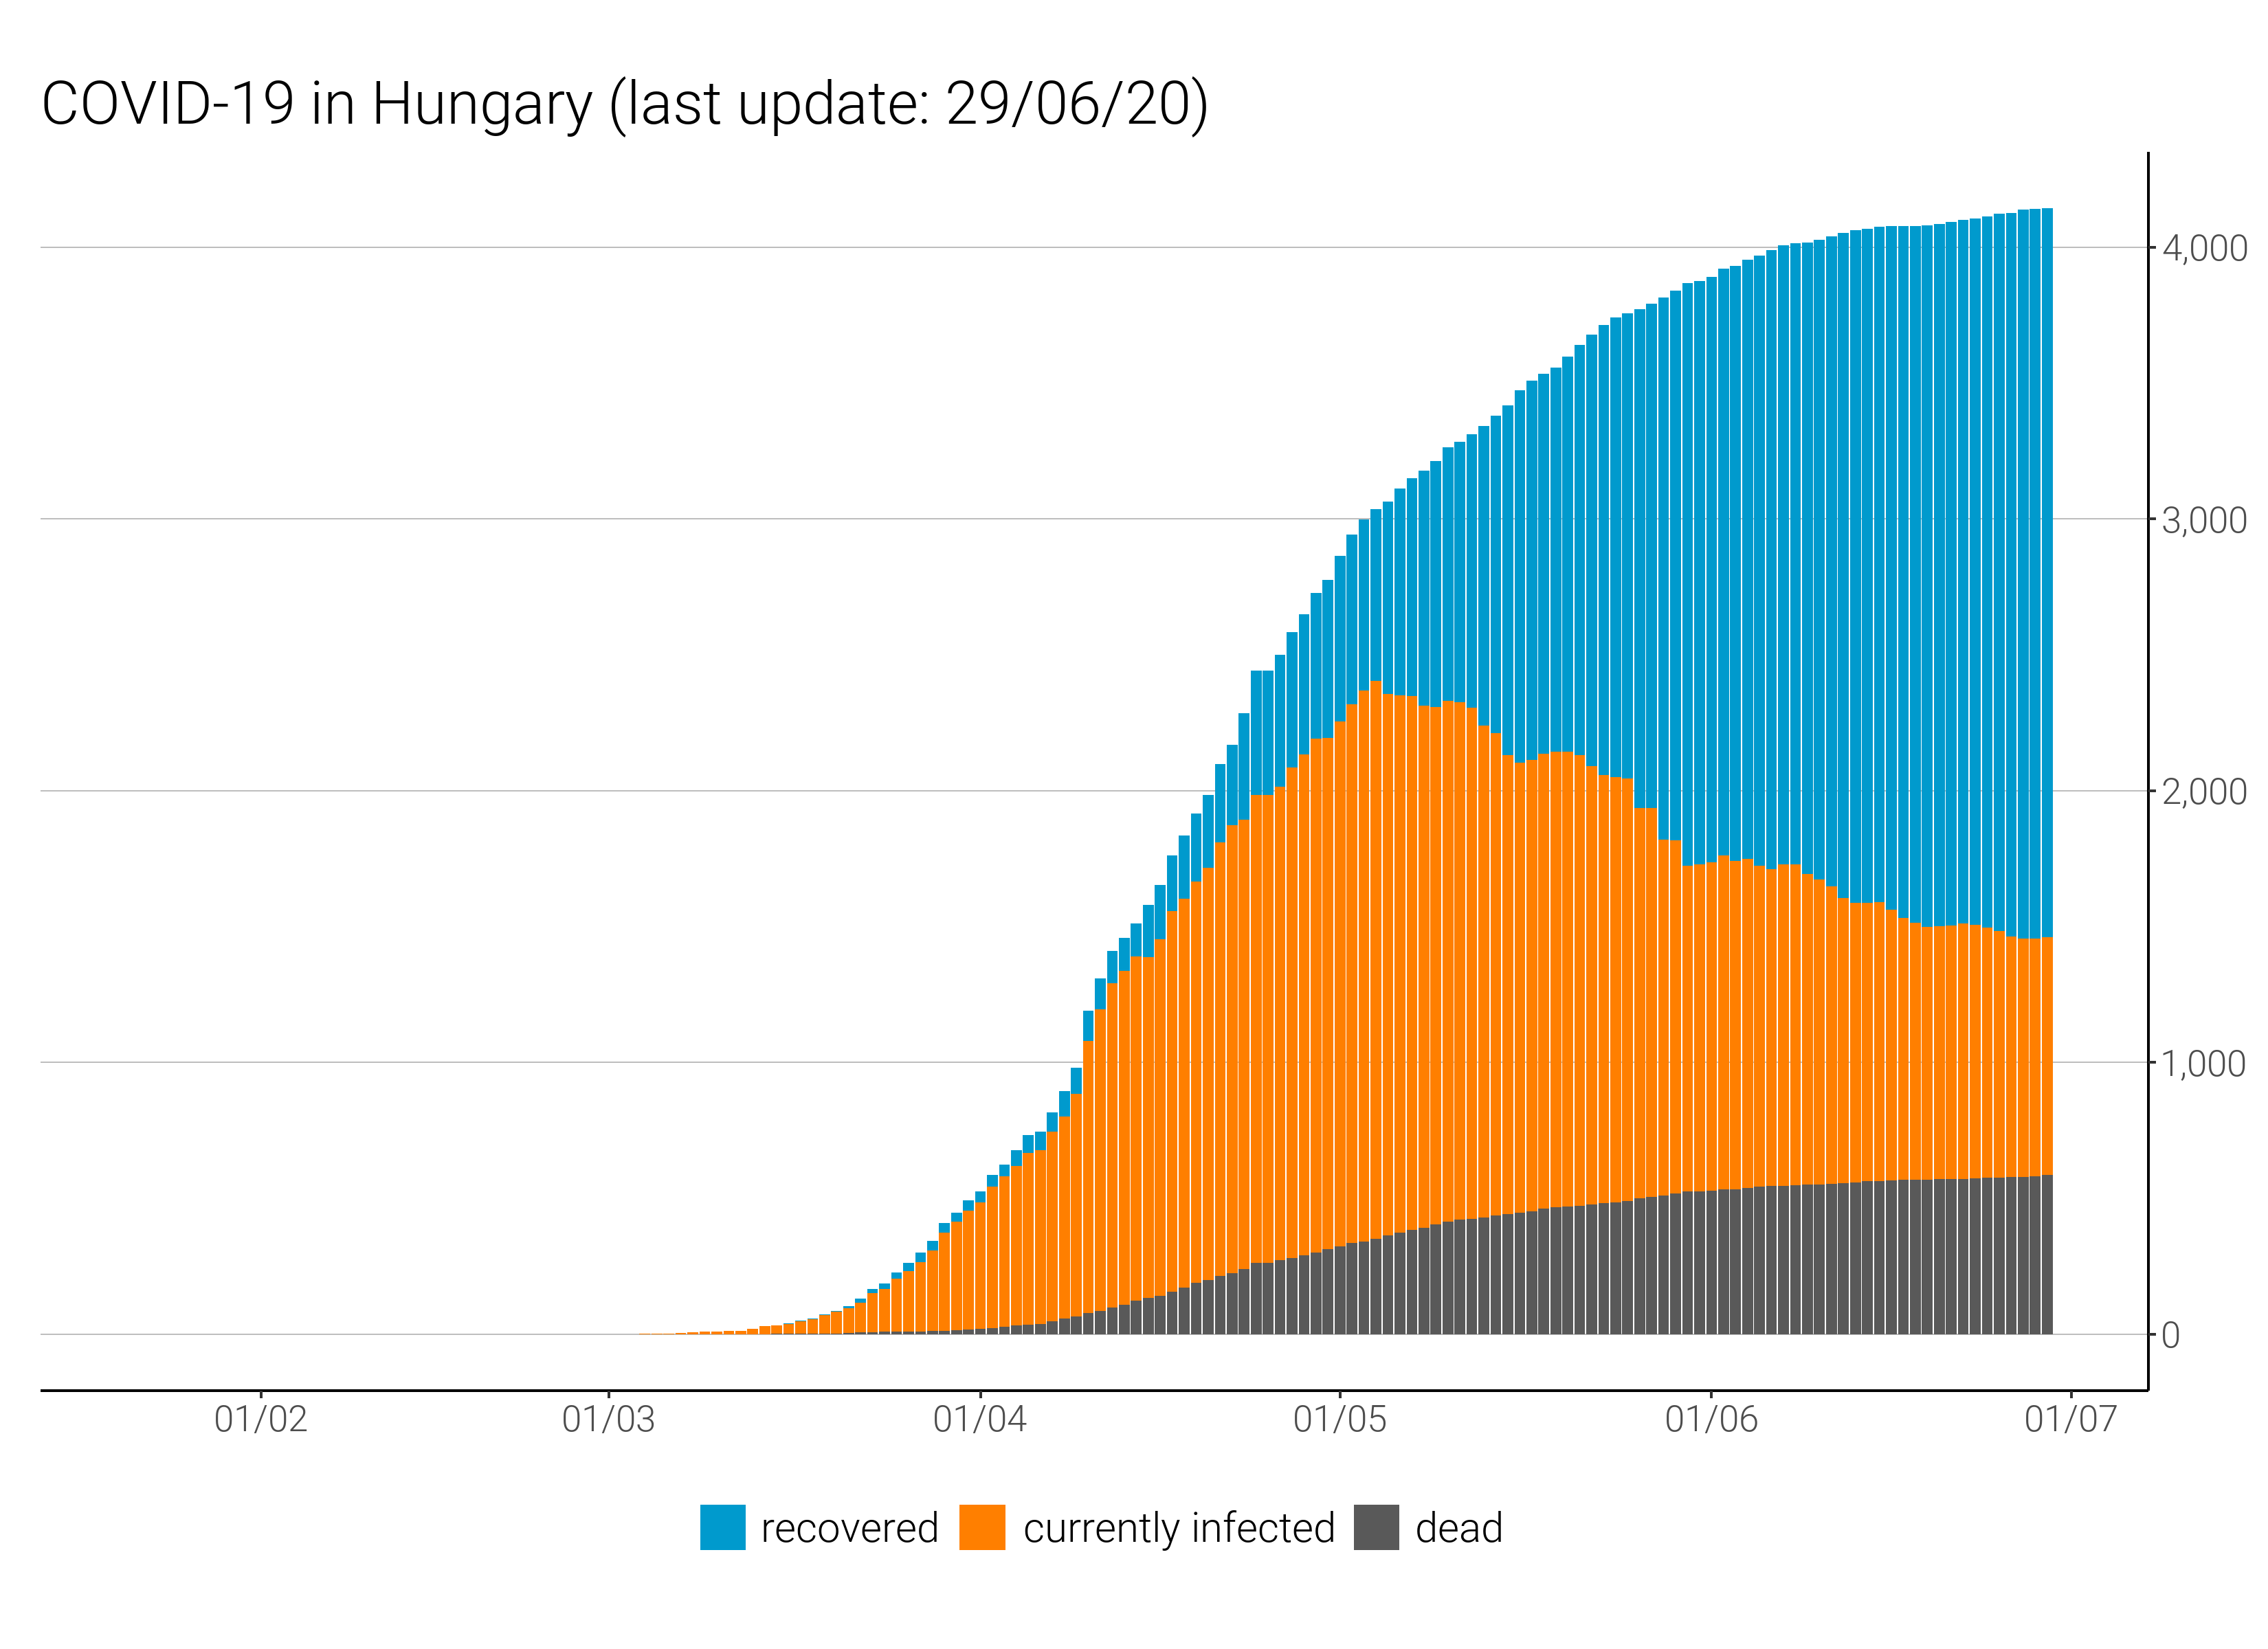 COVID-19 in Hungary (last update: 29/06/20)
4,000
3,000
2,000
1,000
0
01/02 01/03 01/04 01/05 01/06 01/07
recovered currently infected dead